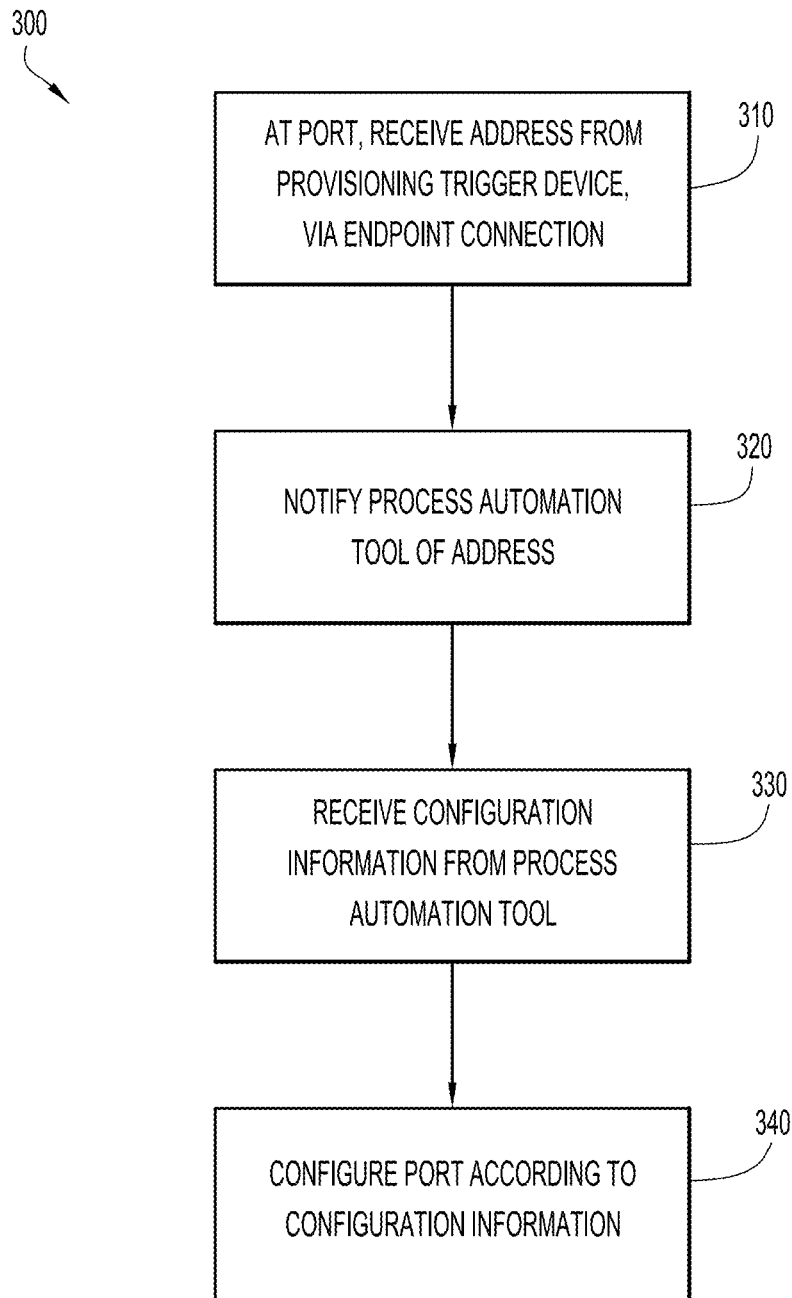 300
310
AT PORT, RECEIVE ADDRESS FROM
PROVISIONING TRIGGER DEVICE,
VIA ENDPOINT CONNECTION
320
NOTIFY PROCESS AUTOMATION
TOOL OF ADDRESS
330
RECEIVE CONFIGURATION
INFORMATION FROM PROCESS
AUTOMATION TOOL
340
CONFIGURE PORT ACCORDING TO
CONFIGURATION INFORMATION